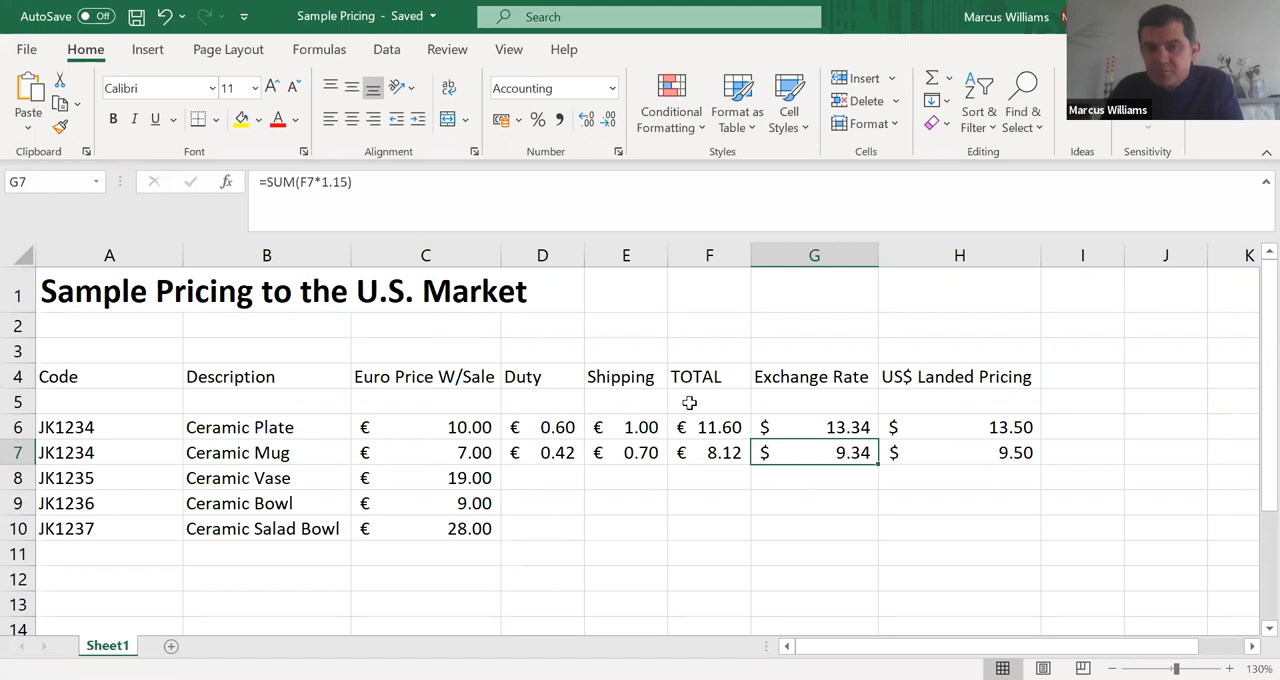 AutoSave Off Sample Pricing - Saved Search Marcus Williams
File Home Insert Page Layout Formulas Data Review View Help
Calibri 11 Accounting Insert
Paste Conditional Formatting Format as Table Cell Styles Delete Sort & Filter Find & Select
B I U % Format
Clipboard Font Alignment Number Styles Cells Editing Ideas Sensitivity
Marcus Williams
G7 fx =SUM(F7*1.15)
A B C D E F G H I J K
1 Sample Pricing to the U.S. Market
2
3
4 Code Description Euro Price W/Sale Duty Shipping TOTAL Exchange Rate US$ Landed Pricing
5
6 JK1234 Ceramic Plate € 10.00 € 0.60 € 1.00 € 11.60 $ 13.34 $ 13.50
7 JK1234 Ceramic Mug € 7.00 € 0.42 € 0.70 € 8.12 $ 9.34 $ 9.50
8 JK1235 Ceramic Vase € 19.00
9 JK1236 Ceramic Bowl € 9.00
10 JK1237 Ceramic Salad Bowl € 28.00
11
12
13
14
Sheet1
130%